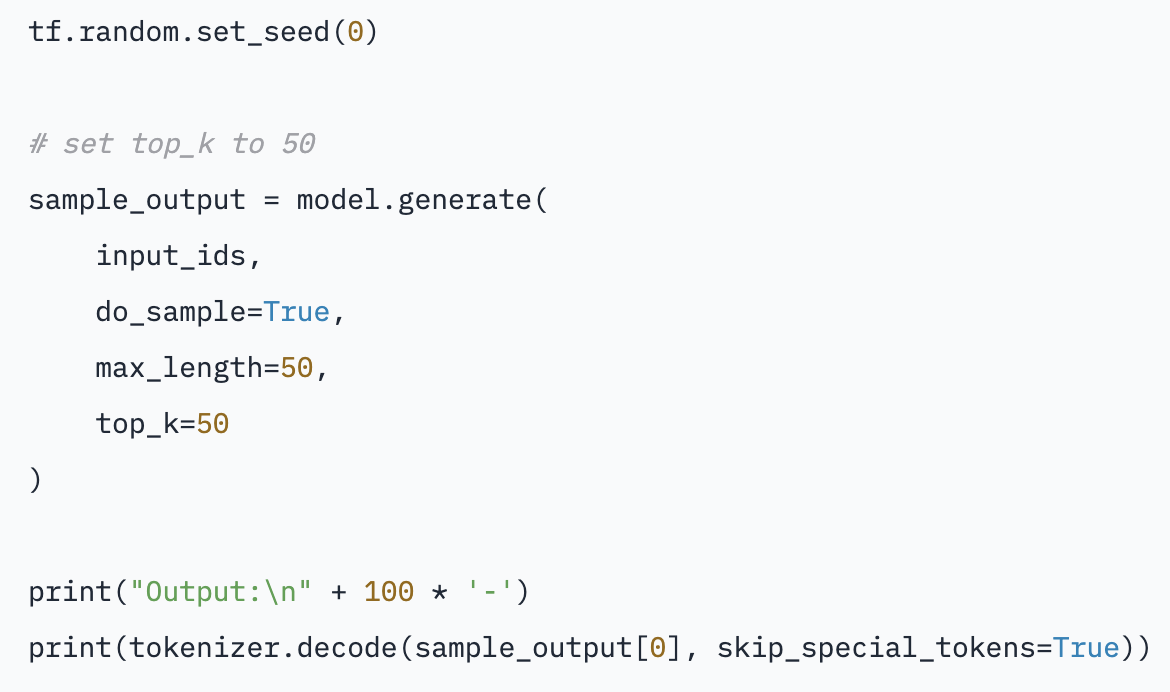 tf.random.set_seed(0)
# set top_k to 50
sample_output = model.generate(
    input_ids,
    do_sample=True,
    max_length=50,
    top_k=50
)
print("Output:\n" + 100 * '-')
print(tokenizer.decode(sample_output[0], skip_special_tokens=True))